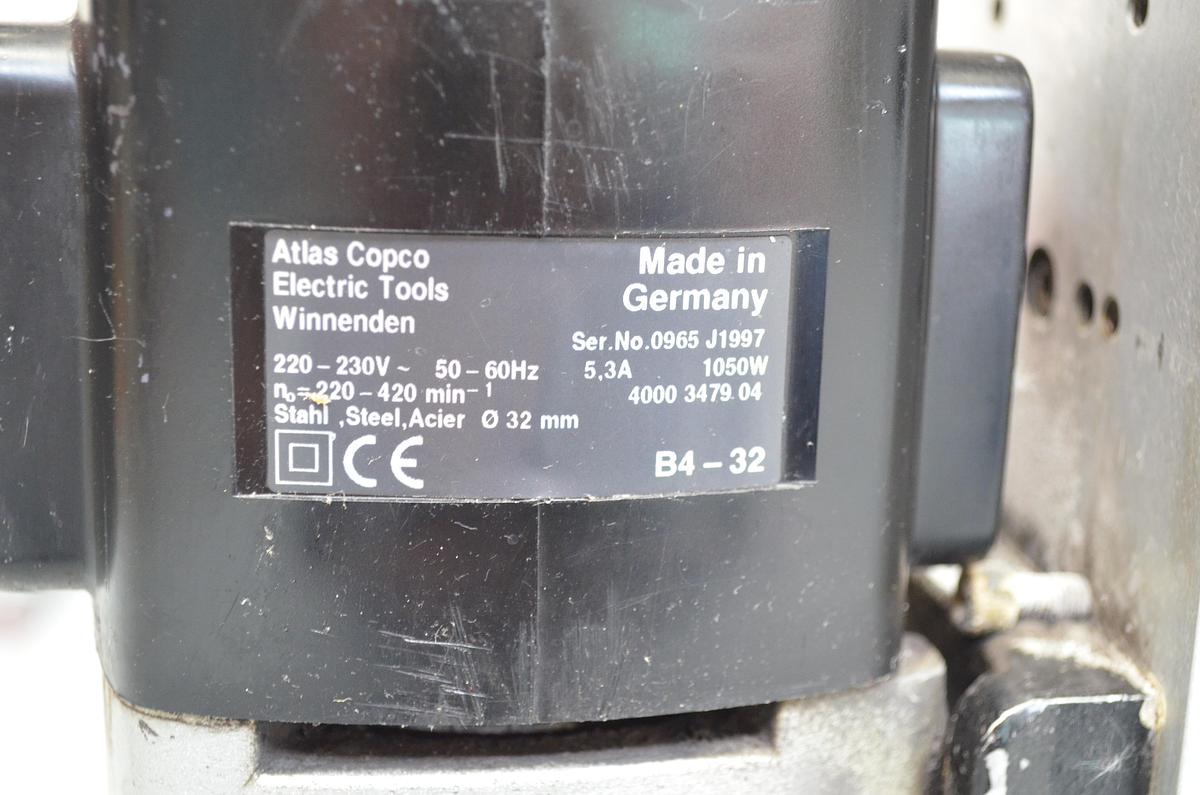 Atlas Copco
Electric Tools
Winnenden
Made in
Germany
Ser.No.0965 J1997
220 – 230V ~ 50 – 60Hz 5,3A 1050W
n₀ = 220 – 420 min⁻¹ 4000 3479 04
Stahl ,Steel,Acier Ø 32 mm
CE B4 – 32